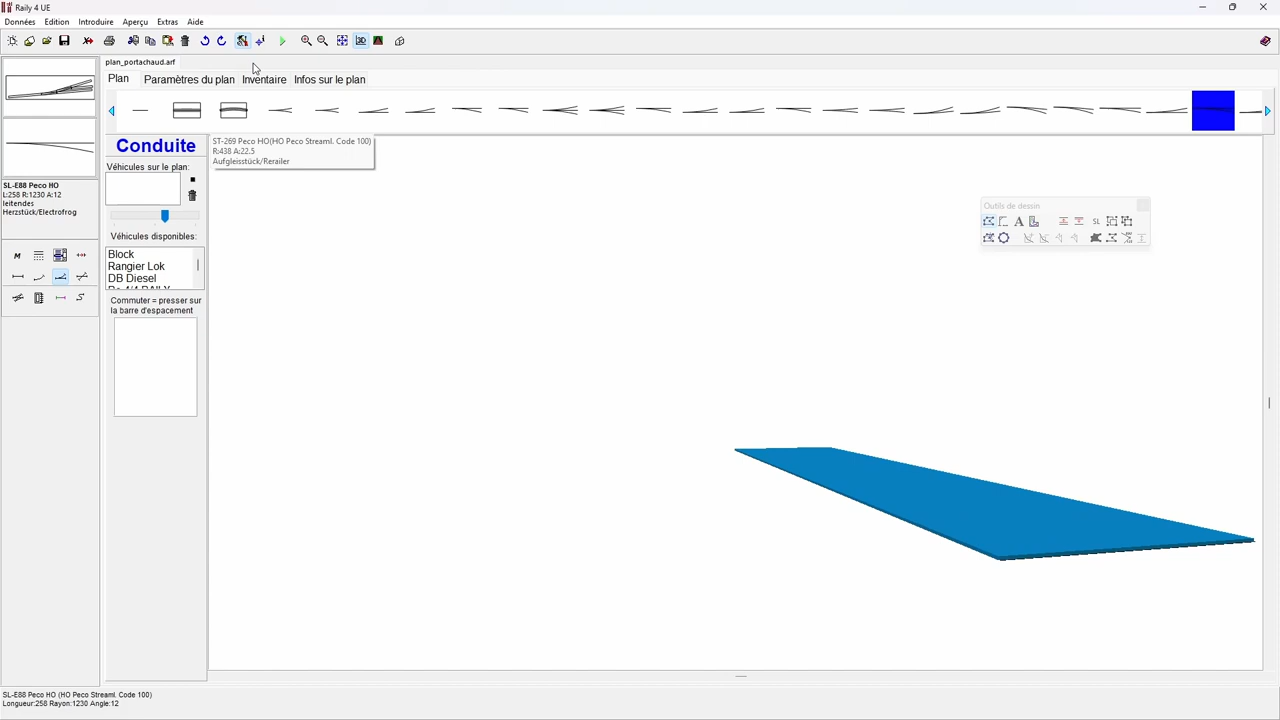 Raily 4 UE
Données Edition Introduire Aperçu Extras Aide
plan_portachaud.arf
Plan Paramètres du plan Inventaire Infos sur le plan
Conduite
ST-269 Peco HO(HO Peco Streaml. Code 100)
R:438 A:22.5
Aufgleisstück/Rerailer
Véhicules sur le plan:
SL-E88 Peco HO
L:258 R:1230 A:12
leitendes
Herzstück/Electrofrog
Outils de dessin
A SL
Véhicules disponibles:
Block
Rangier Lok
DB Diesel
Commuter = presser sur
la barre d'espacement
SL-E88 Peco HO (HO Peco Streaml. Code 100)
Longueur:258 Rayon:1230 Angle:12